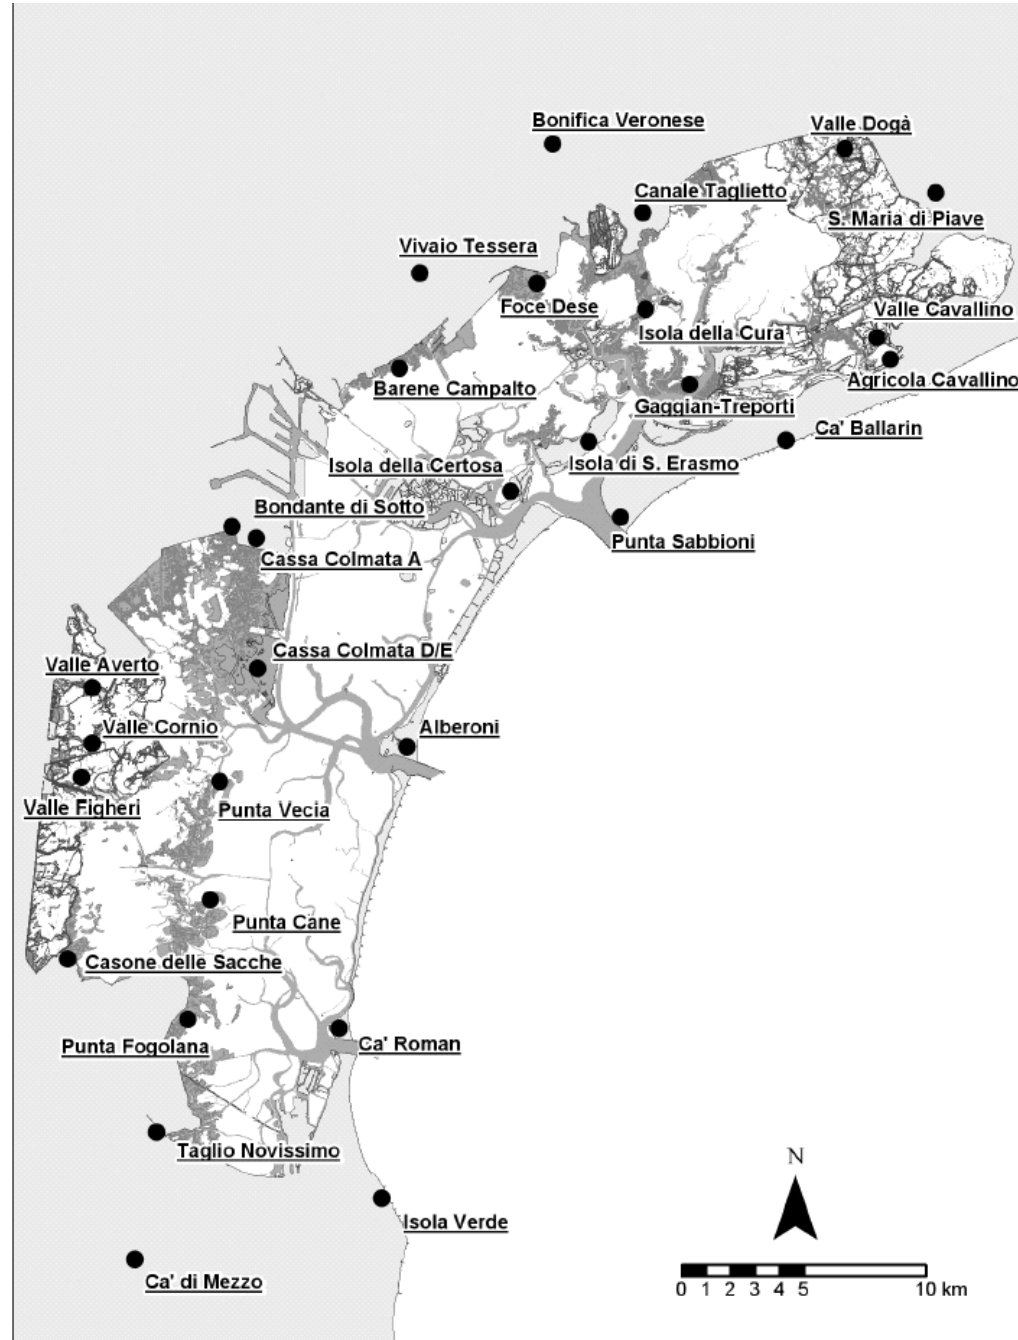 Bonifica Veronese
Valle Dogà
Canale Taglietto
S. Maria di Piave
Vivaio Tessera
Foce Dese
Valle Cavallino
Isola della Cura
Barene Campalto
Agricola Cavallino
Gaggian-Treporti
Ca' Ballarin
Isola della Certosa
Isola di S. Erasmo
Bondante di Sotto
Punta Sabbioni
Cassa Colmata A
Cassa Colmata D/E
Valle Averto
Valle Cornio
Alberoni
Valle Figheri
Punta Vecia
Punta Cane
Casone delle Sacche
Punta Fogolana
Ca' Roman
Taglio Novissimo
N
Isola Verde
Ca' di Mezzo
0 1 2 3 4 5 10 km